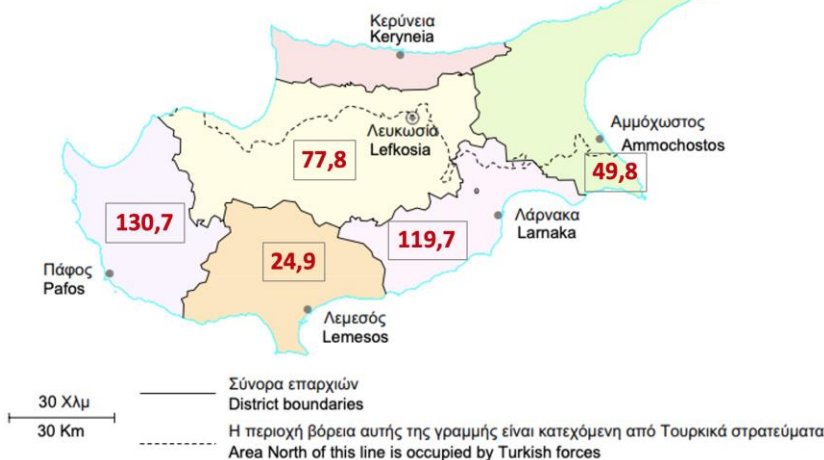 Κερύνεια
Keryneia
Αμμόχωστος
Ammochostos
Λευκωσία
Lefkosia
77,8
49,8
130,7
119,7
Λάρνακα
Larnaka
24,9
Πάφος
Pafos
Λεμεσός
Lemesos
30 Χλμ
30 Km
Σύνορα επαρχιών
District boundaries
Η περιοχή βόρεια αυτής της γραμμής είναι κατεχόμενη από Τουρκικά στρατεύματα
Area North of this line is occupied by Turkish forces